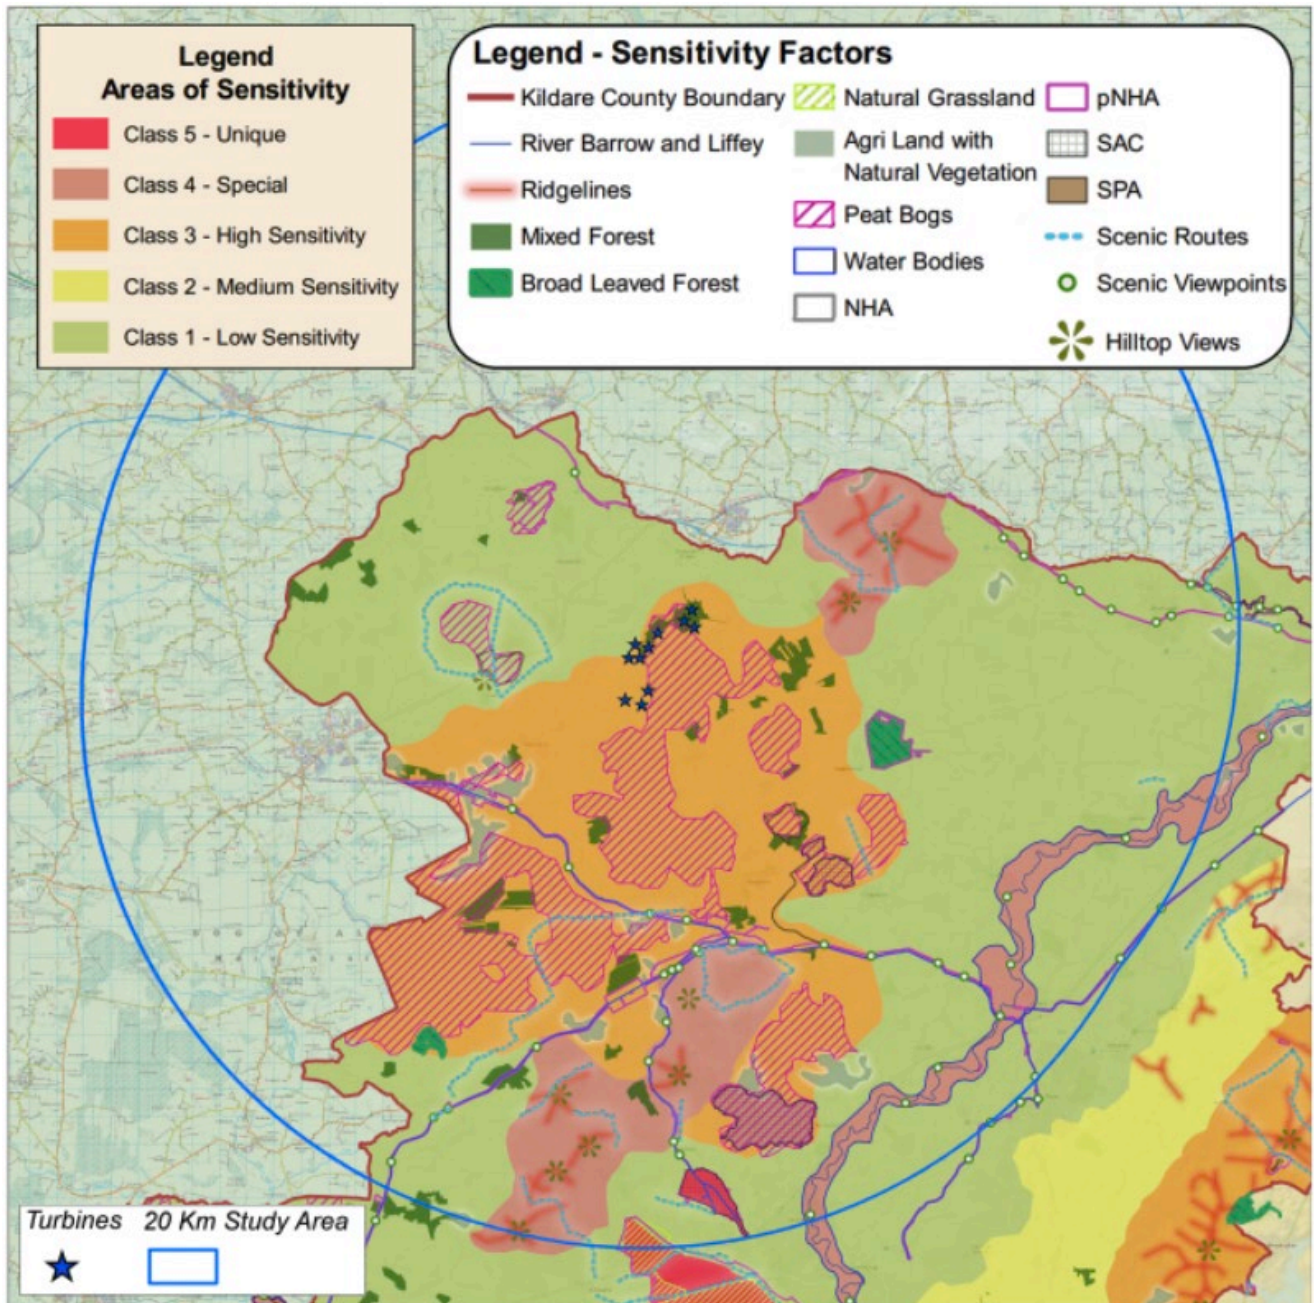 Legend
Areas of Sensitivity
Class 5 - Unique
Class 4 - Special
Class 3 - High Sensitivity
Class 2 - Medium Sensitivity
Class 1 - Low Sensitivity
Legend - Sensitivity Factors
Kildare County Boundary
River Barrow and Liffey
Ridgelines
Mixed Forest
Broad Leaved Forest
Natural Grassland
Agri Land with
Natural Vegetation
Peat Bogs
Water Bodies
NHA
pNHA
SAC
SPA
Scenic Routes
Scenic Viewpoints
Hilltop Views
Turbines 20 Km Study Area